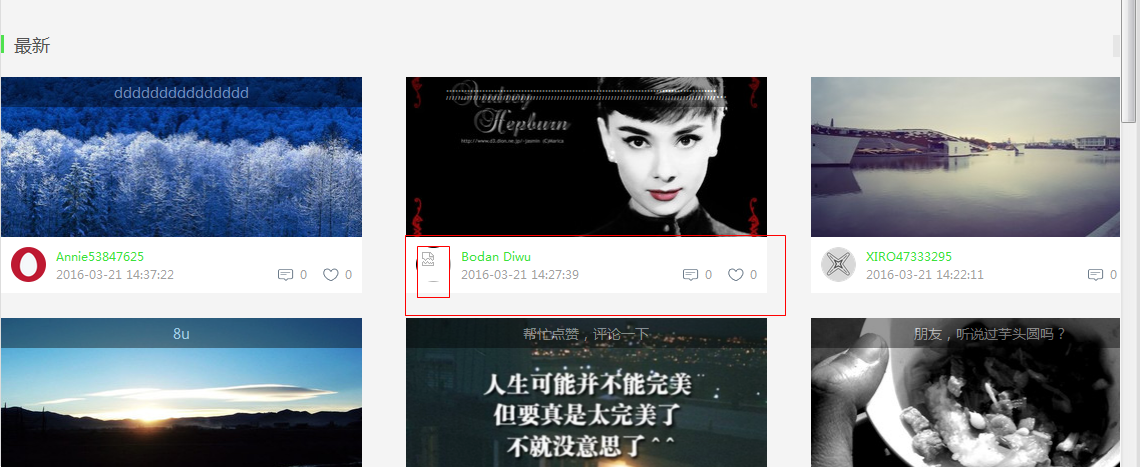 最新
ddddddddddddddd
Audrey
Hepburn
Annie53847625
2016-03-21 14:37:22
0
0
Bodan Diwu
2016-03-21 14:27:39
0
0
XIRO47333295
2016-03-21 14:22:11
0
8u
帮忙点赞，评论一下
朋友，听说过芋头圆吗？
人生可能并不能完美
但要真是太完美了
不就没意思了^^